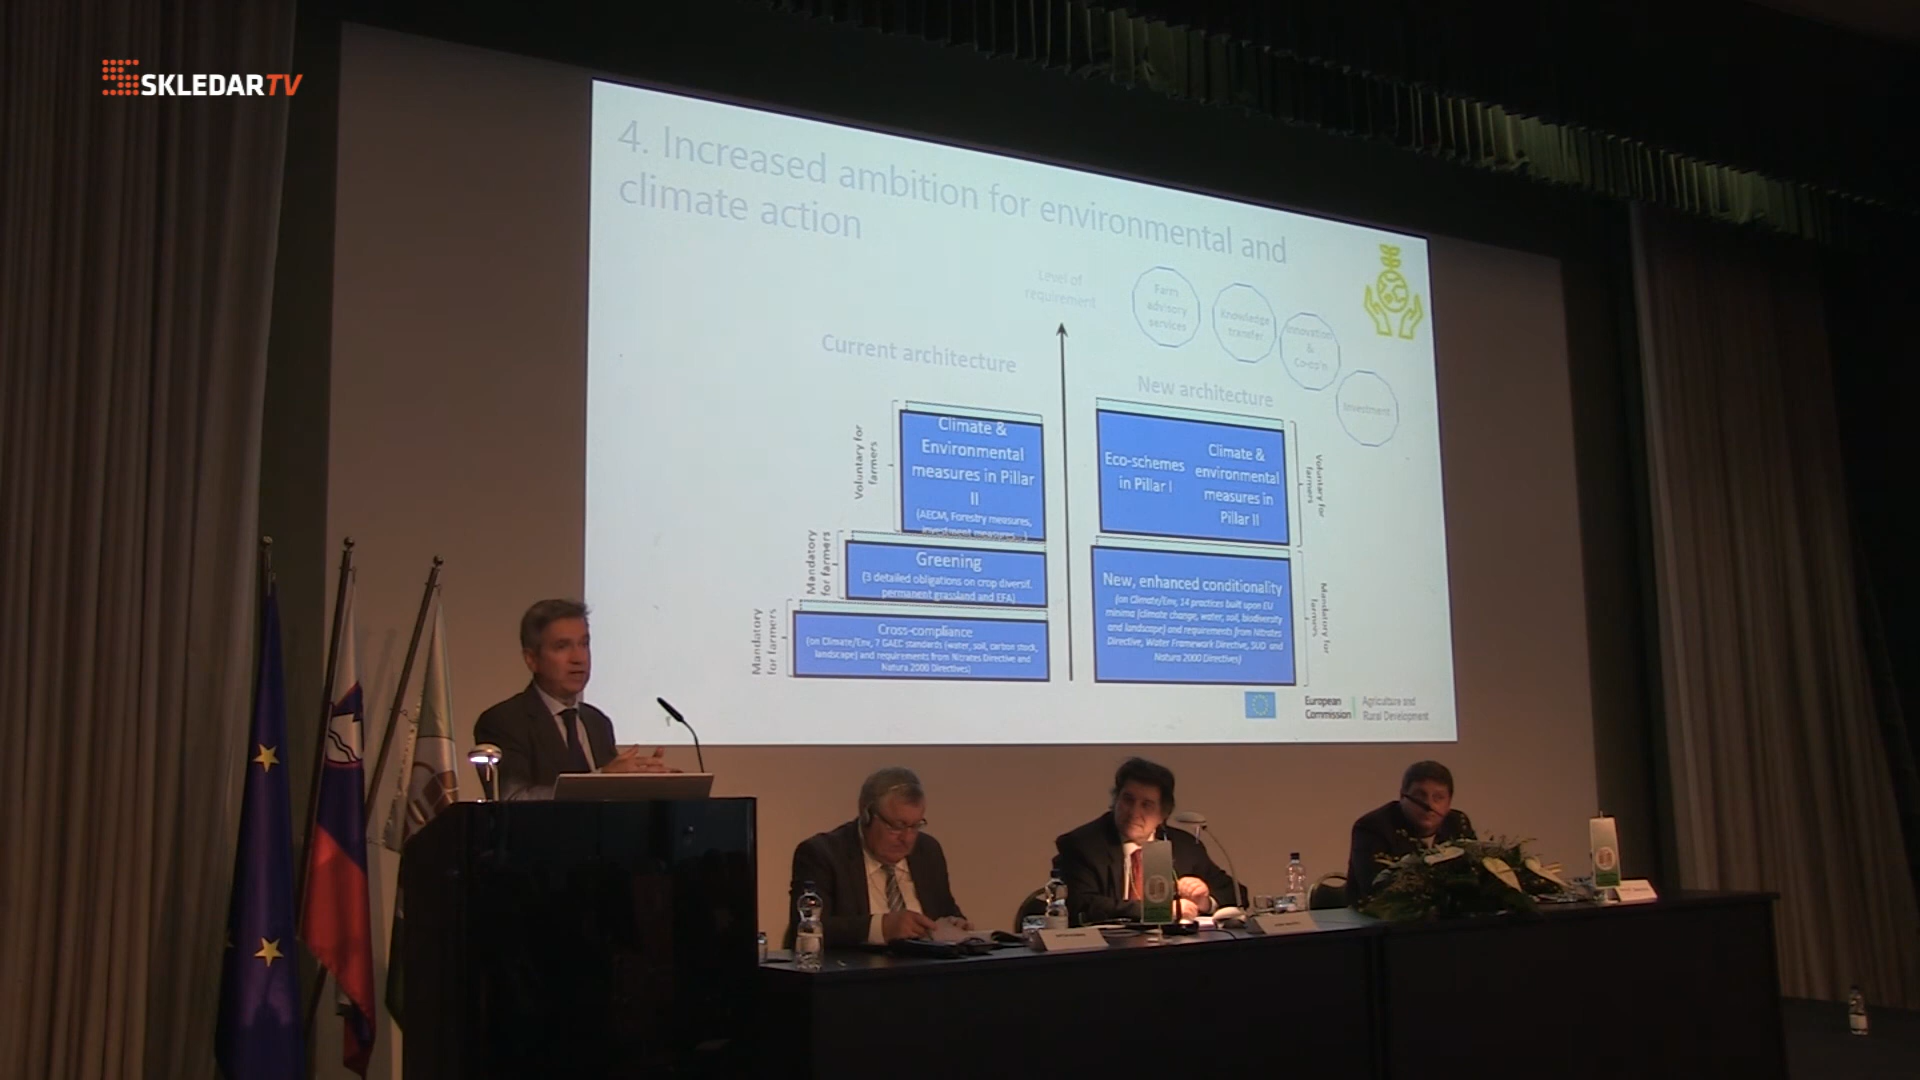 SKLEDARTV
4. Increased ambition for environmental and
climate action
Level of
requirement
Farm
advisory
services
Knowledge
transfer
Innovation
&
Co-op'n
Investment
Current architecture
New architecture
Voluntary for
farmers
Climate &
Environmental
measures in Pillar
II
(AECM, Forestry measures,
investment measures...)
Mandatory
for farmers
Greening
(3 detailed obligations on crop diversif.
permanent grassland and EFA)
Mandatory
for farmers
Cross-compliance
(on Climate/Env, 7 GAEC standards (water, soil, carbon stock,
landscape) and requirements from Nitrates Directive and
Natura 2000 Directives)
Eco-schemes
in Pillar I
Climate &
environmental
measures in
Pillar II
Voluntary for
farmers
New, enhanced conditionality
(on Climate/Env, 14 practices built upon EU
minima (climate change, water, soil, biodiversity
and landscape) and requirements from Nitrates
Directive, Water Framework Directive, SUD and
Natura 2000 Directives)
Mandatory for
farmers
European
Commission
Agriculture and
Rural Development